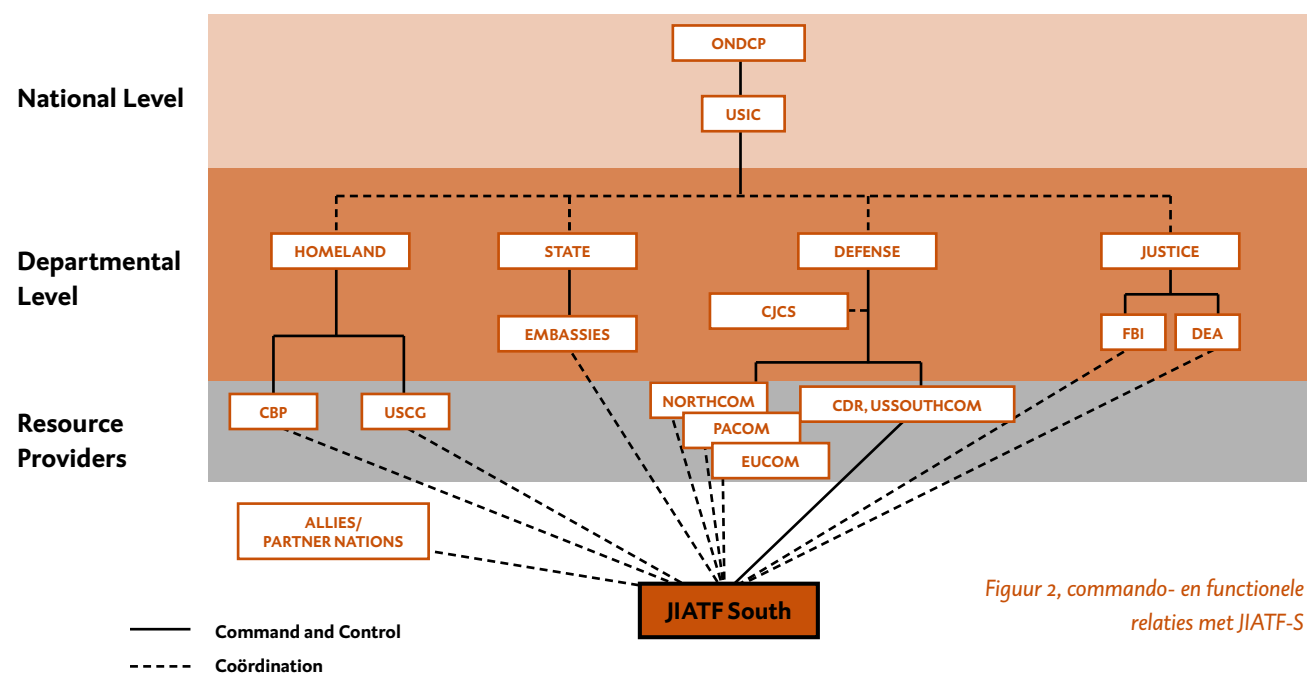 National Level
ONDCP
USIC
Departmental
Level
HOMELAND
STATE
DEFENSE
JUSTICE
CJCS
EMBASSIES
FBI
DEA
Resource
Providers
CBP
USCG
NORTHCOM
PACOM
EUCOM
CDR, USSOUTHCOM
ALLIES/
PARTNER NATIONS
JIATF South
Figuur 2, commando- en functionele
relaties met JIATF-S
Command and Control
Coördination